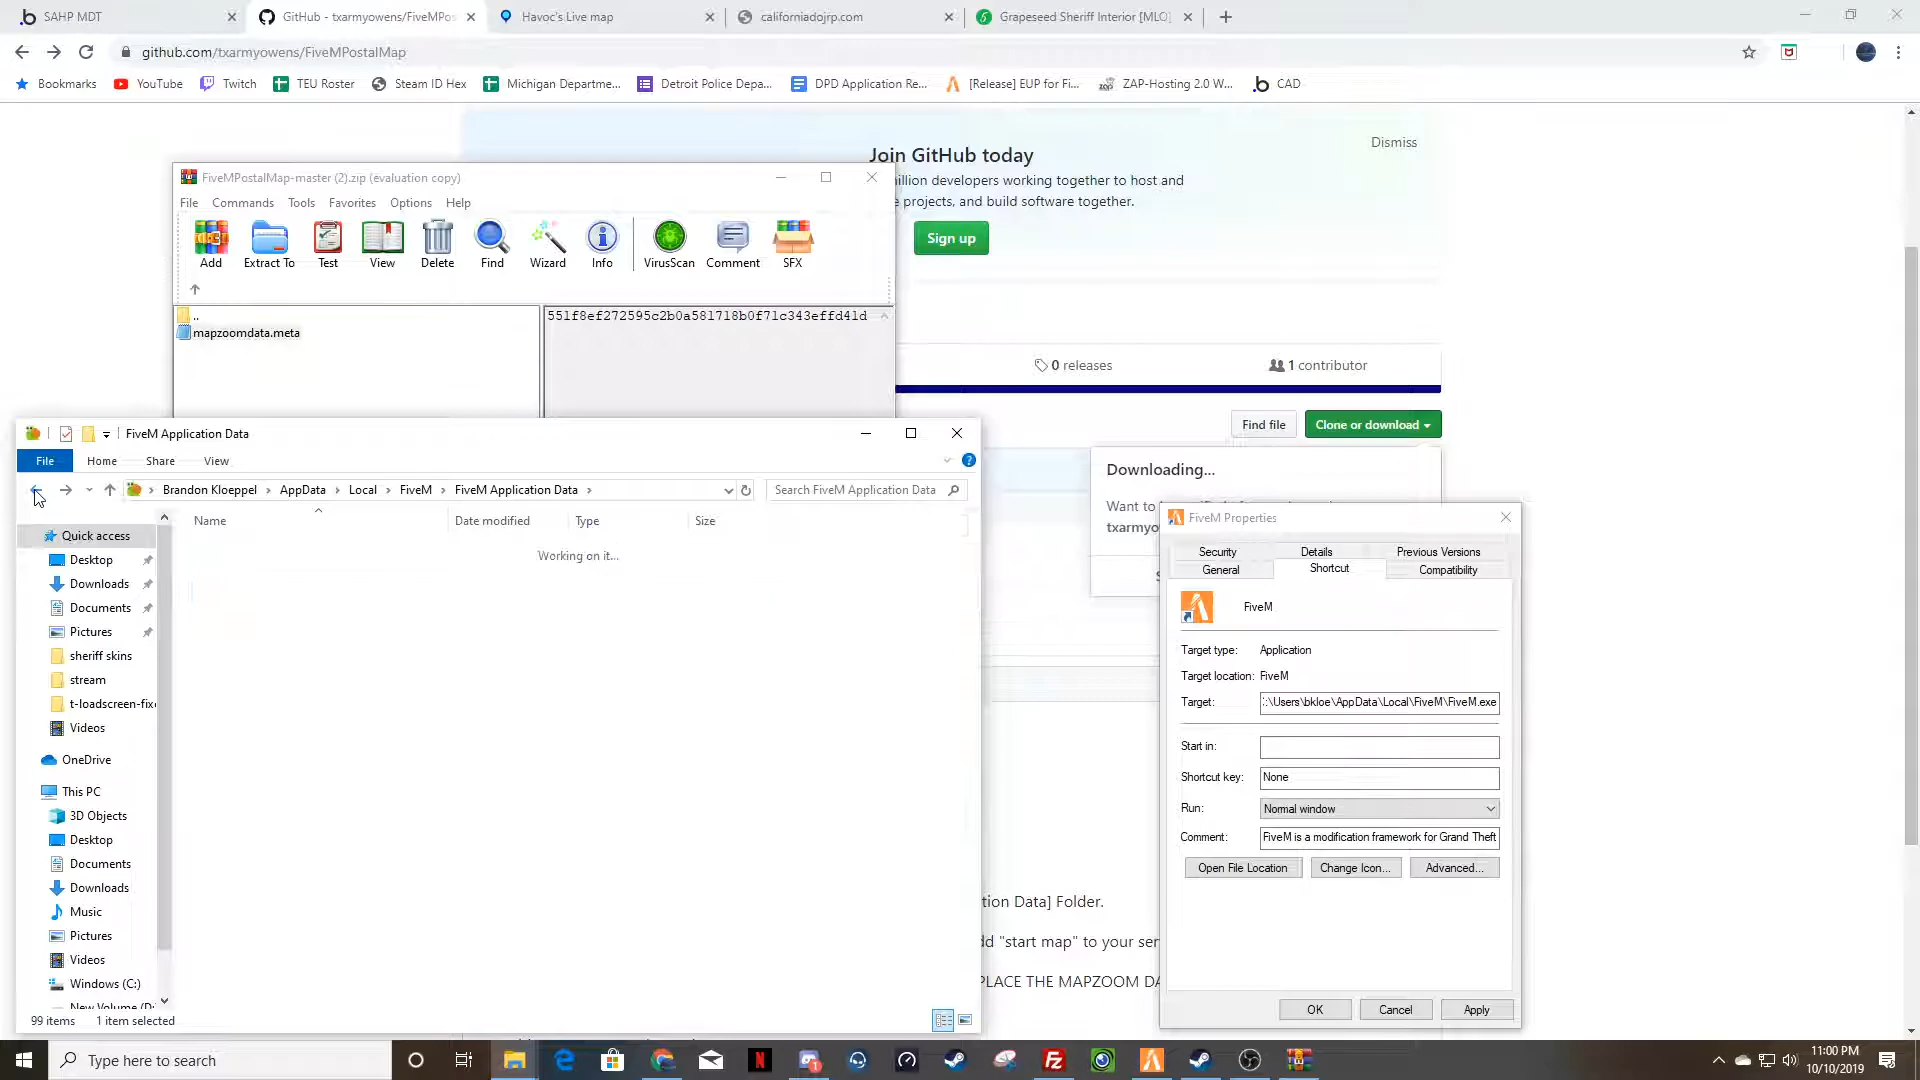 SAHP MDT
GitHub - txarmyowens/FiveMPos
Havoc's Live map
californiadojrp.com
Grapeseed Sheriff Interior [MLO]
github.com/txarmyowens/FiveMPostalMap
Bookmarks
YouTube
Twitch
TEU Roster
Steam ID Hex
Michigan Departme...
Detroit Police Depa...
DPD Application Re...
[Release] EUP for Fi...
ZAP-Hosting 2.0 W...
CAD
Join GitHub today
Dismiss
illion developers working together to host and
e projects, and build software together.
Sign up
FiveMPostalMap-master (2).zip (evaluation copy)
File Commands Tools Favorites Options Help
Add Extract To Test View Delete Find Wizard Info VirusScan Comment SFX
..
mapzoomdata.meta
551f8ef272595c2b0a581718b0f71c343effd41d
0 releases
1 contributor
Find file
Clone or download
Downloading...
Want to
txarmyo
FiveM Application Data
File Home Share View
Brandon Kloeppel > AppData > Local > FiveM > FiveM Application Data >
Search FiveM Application Data
Name Date modified Type Size
Working on it...
Quick access
Desktop
Downloads
Documents
Pictures
sheriff skins
stream
t-loadscreen-fixe
Videos
OneDrive
This PC
3D Objects
Desktop
Documents
Downloads
Music
Pictures
Videos
Windows (C:)
New Volume (D:
99 items 1 item selected
FiveM Properties
Security Details Previous Versions
General Shortcut Compatibility
FiveM
Target type: Application
Target location: FiveM
Target: :\Users\bkloe\AppData\Local\FiveM\FiveM.exe
Start in:
Shortcut key: None
Run: Normal window
Comment: FiveM is a modification framework for Grand Theft
Open File Location Change Icon... Advanced...
OK Cancel Apply
tion Data] Folder.
dd "start map" to your ser
PLACE THE MAPZOOM DA
Type here to search
11:00 PM
10/10/2019